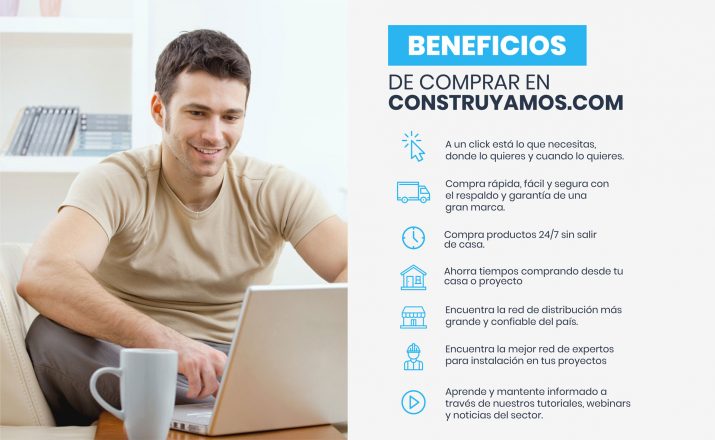 BENEFICIOS
DE COMPRAR EN
CONSTRUYAMOS.COM
A un click está lo que necesitas,
donde lo quieres y cuando lo quieres.
Compra rápida, fácil y segura con
el respaldo y garantía de una
gran marca.
Compra productos 24/7 sin salir
de casa.
Ahorra tiempos comprando desde tu
casa o proyecto
Encuentra la red de distribución más
grande y confiable del país.
Encuentra la mejor red de expertos
para instalación en tus proyectos
Aprende y mantente informado a
través de nuestros tutoriales, webinars
y noticias del sector.